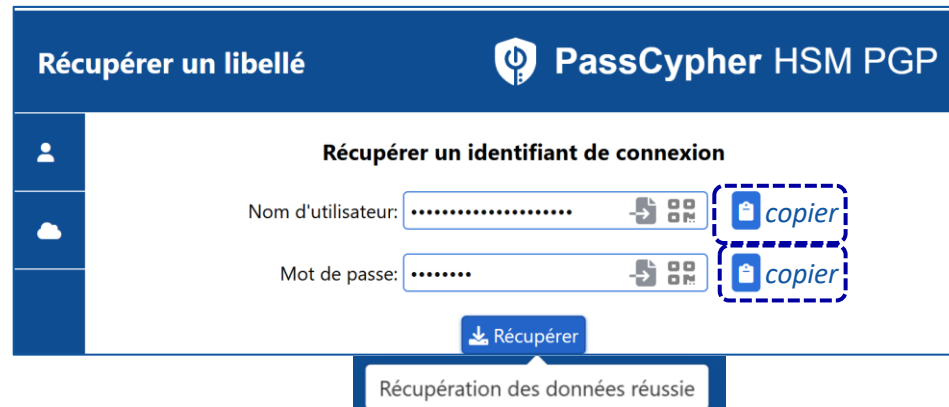 Récupérer un libellé
PassCypher HSM PGP
Récupérer un identifiant de connexion
Nom d'utilisateur: ••••••••••••••••••••• copier
Mot de passe: •••••••• copier
Récupérer
Récupération des données réussie